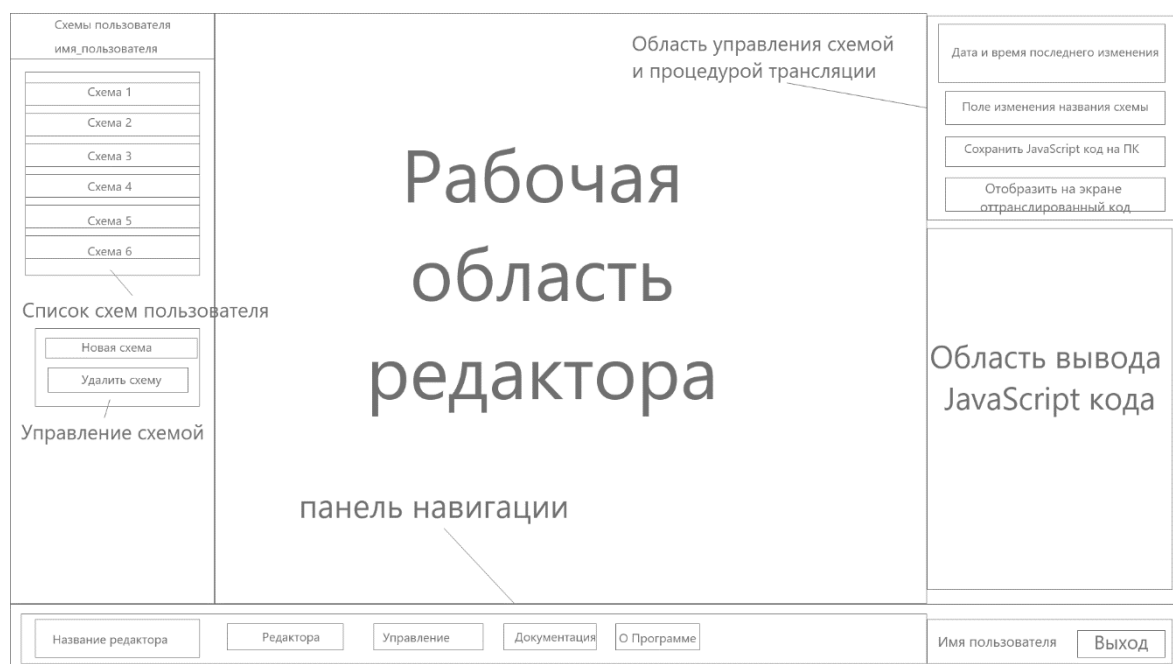 Схемы пользователя
имя_пользователя
Схема 1
Схема 2
Схема 3
Схема 4
Схема 5
Схема 6
Список схем пользователя
Новая схема
Удалить схему
Управление схемой
Область управления схемой
и процедурой трансляции
Рабочая
область
редактора
панель навигации
Дата и время последнего изменения
Поле изменения названия схемы
Сохранить JavaScript код на ПК
Отобразить на экране
оттранслированный код
Область вывода
JavaScript кода
Название редактора
Редактора
Управление
Документация
О Программе
Имя пользователя
Выход